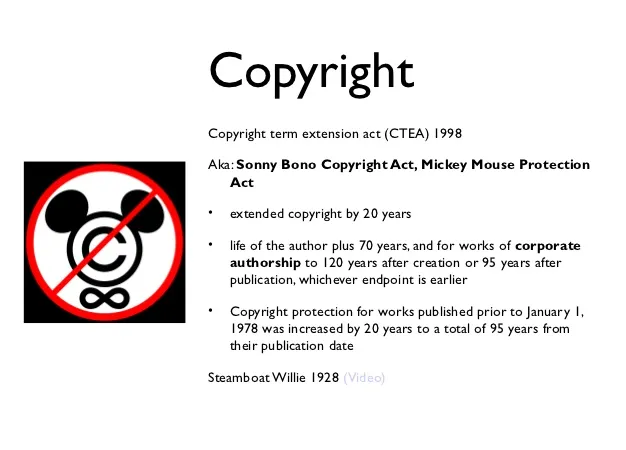 Copyright
Copyright term extension act (CTEA) 1998
Aka: Sonny Bono Copyright Act, Mickey Mouse Protection
Act
• extended copyright by 20 years
• life of the author plus 70 years, and for works of corporate
authorship to 120 years after creation or 95 years after
publication, whichever endpoint is earlier
• Copyright protection for works published prior to January 1,
1978 was increased by 20 years to a total of 95 years from
their publication date
Steamboat Willie 1928 (Video)